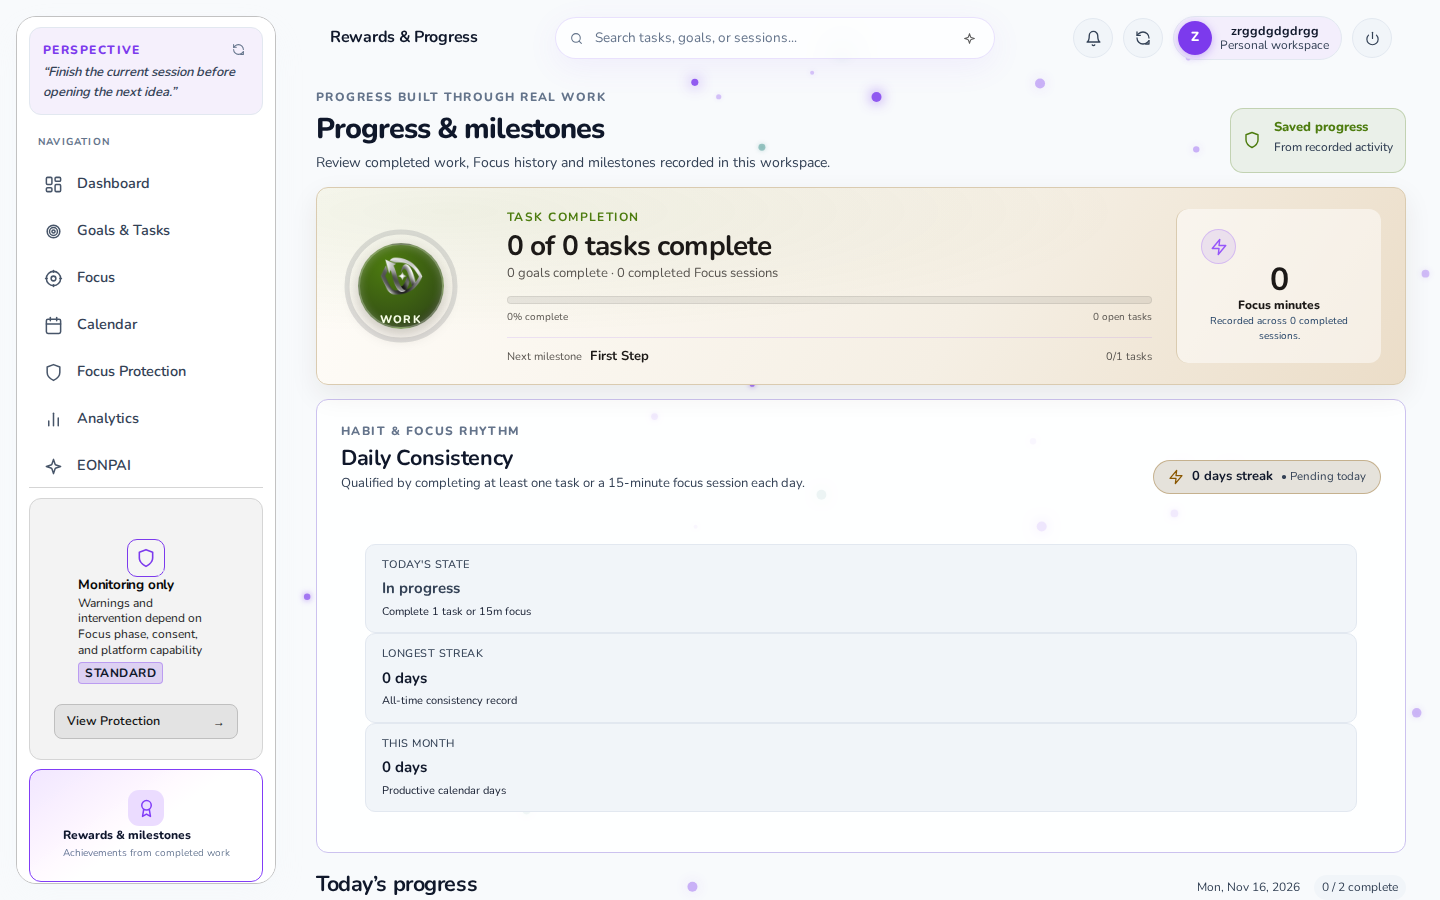 PERSPECTIVE
“Finish the current session before
opening the next idea.”
NAVIGATION
Dashboard
Goals & Tasks
Focus
Calendar
Focus Protection
Analytics
EONPAI
Monitoring only
Warnings and
intervention depend on
Focus phase, consent,
and platform capability
STANDARD
View Protection →
Rewards & milestones
Achievements from completed work
Rewards & Progress
Search tasks, goals, or sessions...
Z
zrggdgdgdrgg
Personal workspace
PROGRESS BUILT THROUGH REAL WORK
Progress & milestones
Review completed work, Focus history and milestones recorded in this workspace.
Saved progress
From recorded activity
WORK
TASK COMPLETION
0 of 0 tasks complete
0 goals complete · 0 completed Focus sessions
0% complete
0 open tasks
Next milestone First Step
0/1 tasks
0
Focus minutes
Recorded across 0 completed
sessions.
HABIT & FOCUS RHYTHM
Daily Consistency
Qualified by completing at least one task or a 15-minute focus session each day.
0 days streak • Pending today
TODAY'S STATE
In progress
Complete 1 task or 15m focus
LONGEST STREAK
0 days
All-time consistency record
THIS MONTH
0 days
Productive calendar days
Today’s progress
Mon, Nov 16, 2026
0 / 2 complete